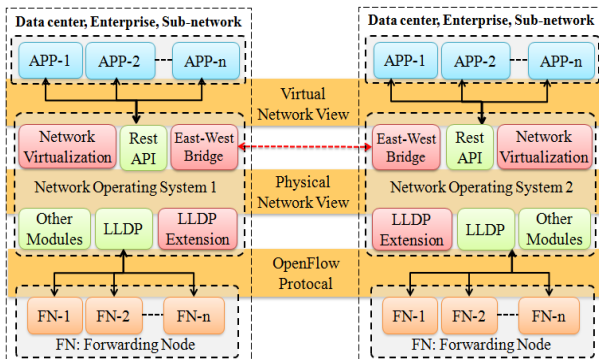 Data center, Enterprise, Sub-network
APP-1 APP-2 APP-n
Network Virtualization
Rest API
East-West Bridge
Network Operating System 1
Other Modules
LLDP
LLDP Extension
FN-1 FN-2 FN-n
FN: Forwarding Node
Virtual Network View
Physical Network View
OpenFlow Protocal
Data center, Enterprise, Sub-network
APP-1 APP-2 APP-n
East-West Bridge
Rest API
Network Virtualization
Network Operating System 2
LLDP Extension
LLDP
Other Modules
FN-1 FN-2 FN-n
FN: Forwarding Node